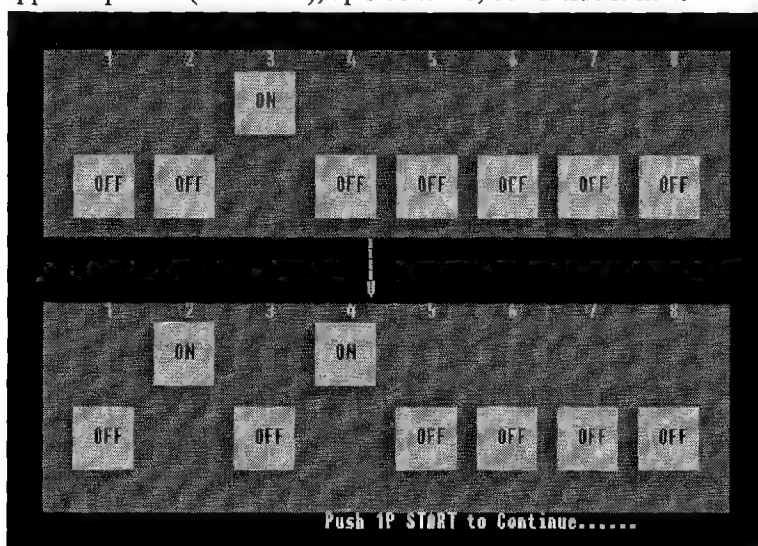 1 2 3 4 5 6 7 8
ON
OFF OFF OFF OFF OFF OFF OFF
1 2 3 4 5 6 7 8
ON ON
OFF OFF OFF OFF OFF OFF
Push 1P START to Continue......